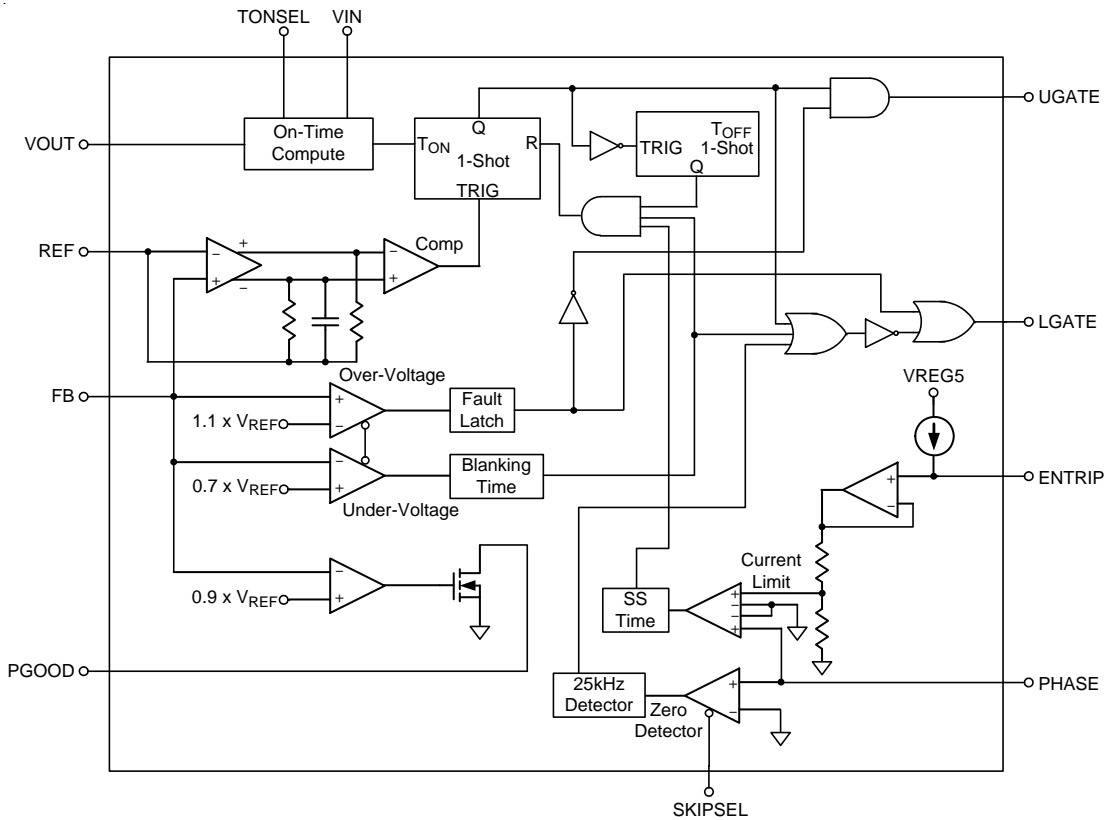 TONSEL VIN
UGATE
VOUT
On-Time
Compute
TON
Q
1-Shot
R
TRIG
TRIG
TOFF
1-Shot
Q
REF
−
+
+
−
−
+
Comp
LGATE
FB
Over-Voltage
+
−
1.1 x VREF
Fault
Latch
VREG5
−
+
0.7 x VREF
Under-Voltage
Blanking
Time
+
−
ENTRIP
−
+
0.9 x VREF
Current
Limit
SS
Time
+
−
−
+
PGOOD
25kHz
Detector
Zero
Detector
+
−
PHASE
SKIPSEL